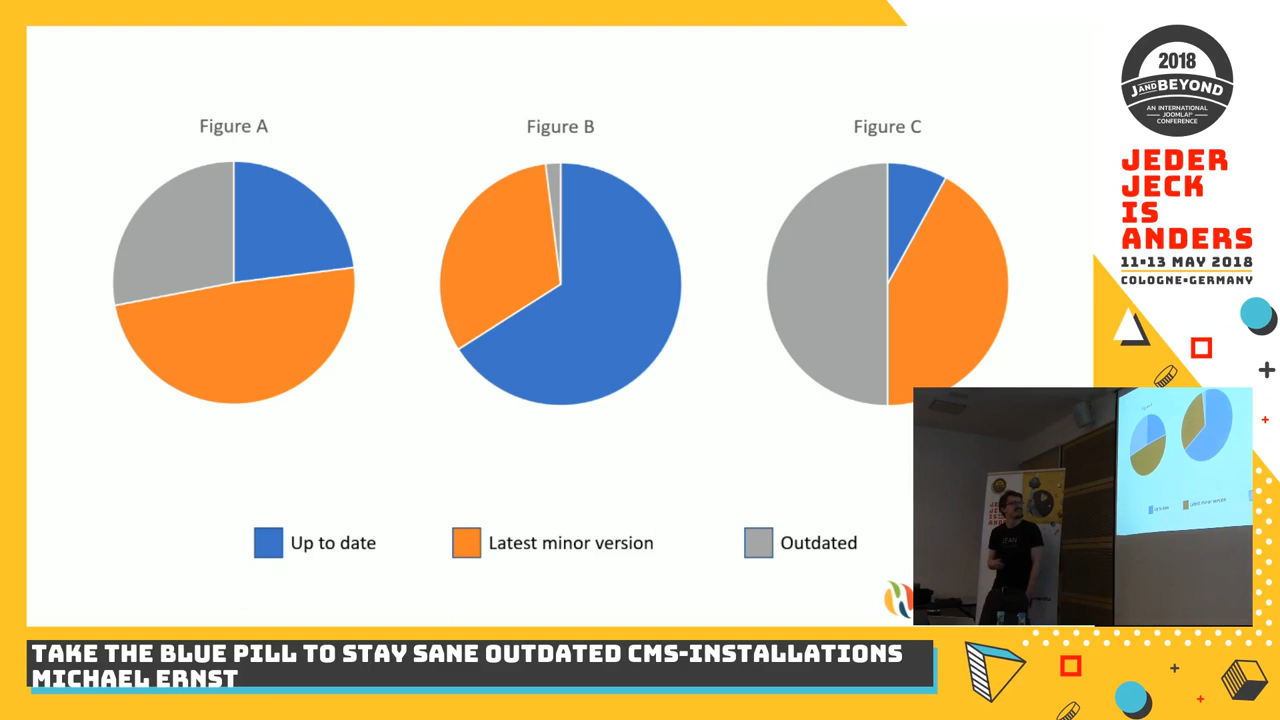 Figure A
Figure B
Figure C
Up to date
Latest minor version
Outdated
2018
J AND BEYOND
AN INTERNATIONAL
JOOMLA!
CONFERENCE
JEDER
JECK
IS
ANDERS
11-13 MAY 2018
COLOGNE▪GERMANY
TAKE THE BLUE PILL TO STAY SANE OUTDATED CMS-INSTALLATIONS
MICHAEL ERNST